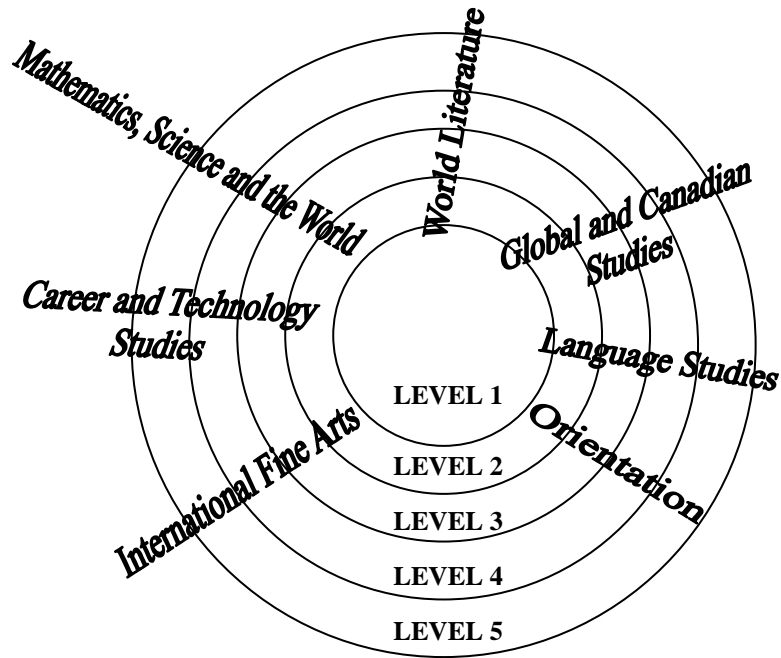 World Literature
Mathematics, Science and the World
Global and Canadian
Studies
Career and Technology
Studies
Language Studies
Orientation
International Fine Arts
LEVEL 1
LEVEL 2
LEVEL 3
LEVEL 4
LEVEL 5